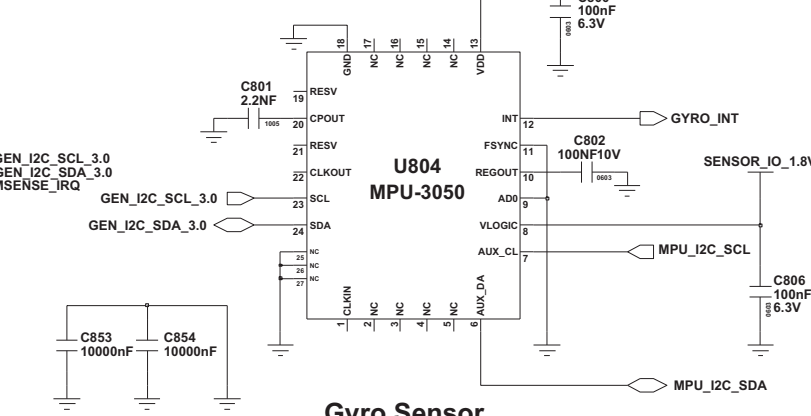 100nF
6.3V
0603
18
17
16
15
14
13
GND
NC
NC
NC
NC
VDD
C801
2.2NF
1005
19
RESV
20
CPOUT
21
RESV
22
CLKOUT
23
SCL
24
SDA
25
NC
26
NC
27
NC
U804
MPU-3050
INT
12
GYRO_INT
FSYNC
11
C802
100NF10V
0603
REGOUT
10
AD0
9
VLOGIC
8
AUX_CL
7
SENSOR_IO_1.8V
GEN_I2C_SCL_3.0
GEN_I2C_SDA_3.0
MSENSE_IRQ
GEN_I2C_SCL_3.0
GEN_I2C_SDA_3.0
MPU_I2C_SCL
C806
100nF
6.3V
0603
CLKIN
NC
NC
NC
NC
AUX_DA
1
2
3
4
5
6
C853
10000nF
C854
10000nF
MPU_I2C_SDA
Gyro Sensor